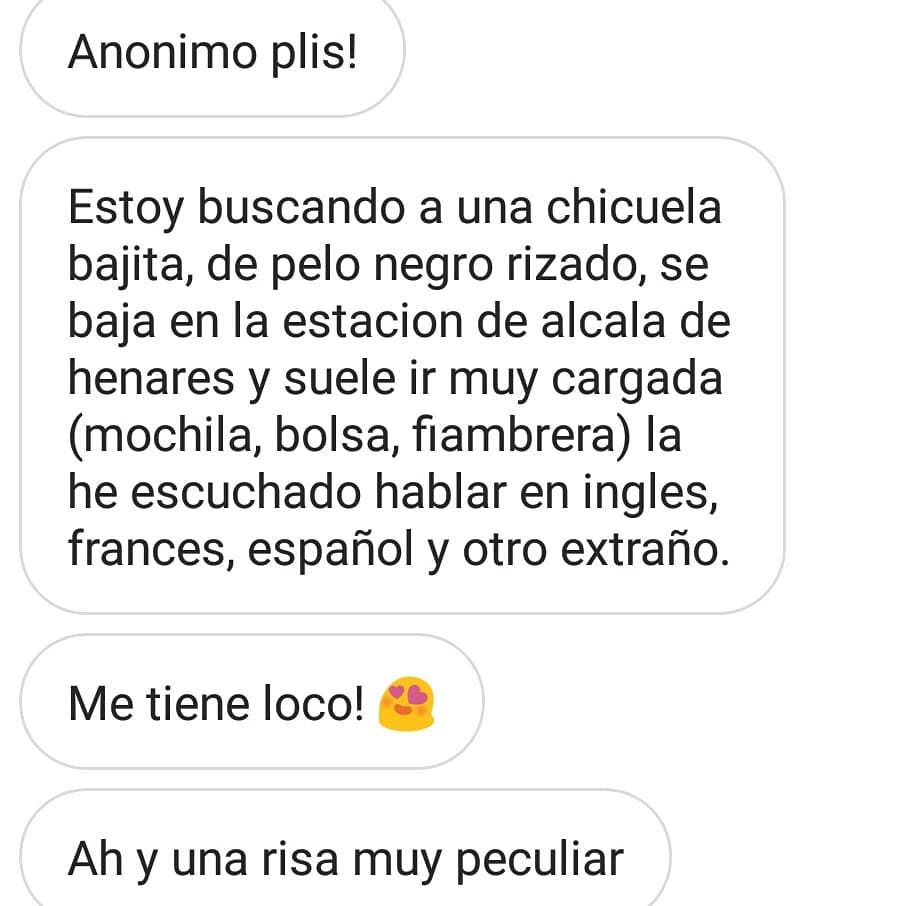 Anonimo plis!
Estoy buscando a una chicuela
bajita, de pelo negro rizado, se
baja en la estacion de alcala de
henares y suele ir muy cargada
(mochila, bolsa, fiambrera) la
he escuchado hablar en ingles,
frances, español y otro extraño.
Me tiene loco! 😍
Ah y una risa muy peculiar